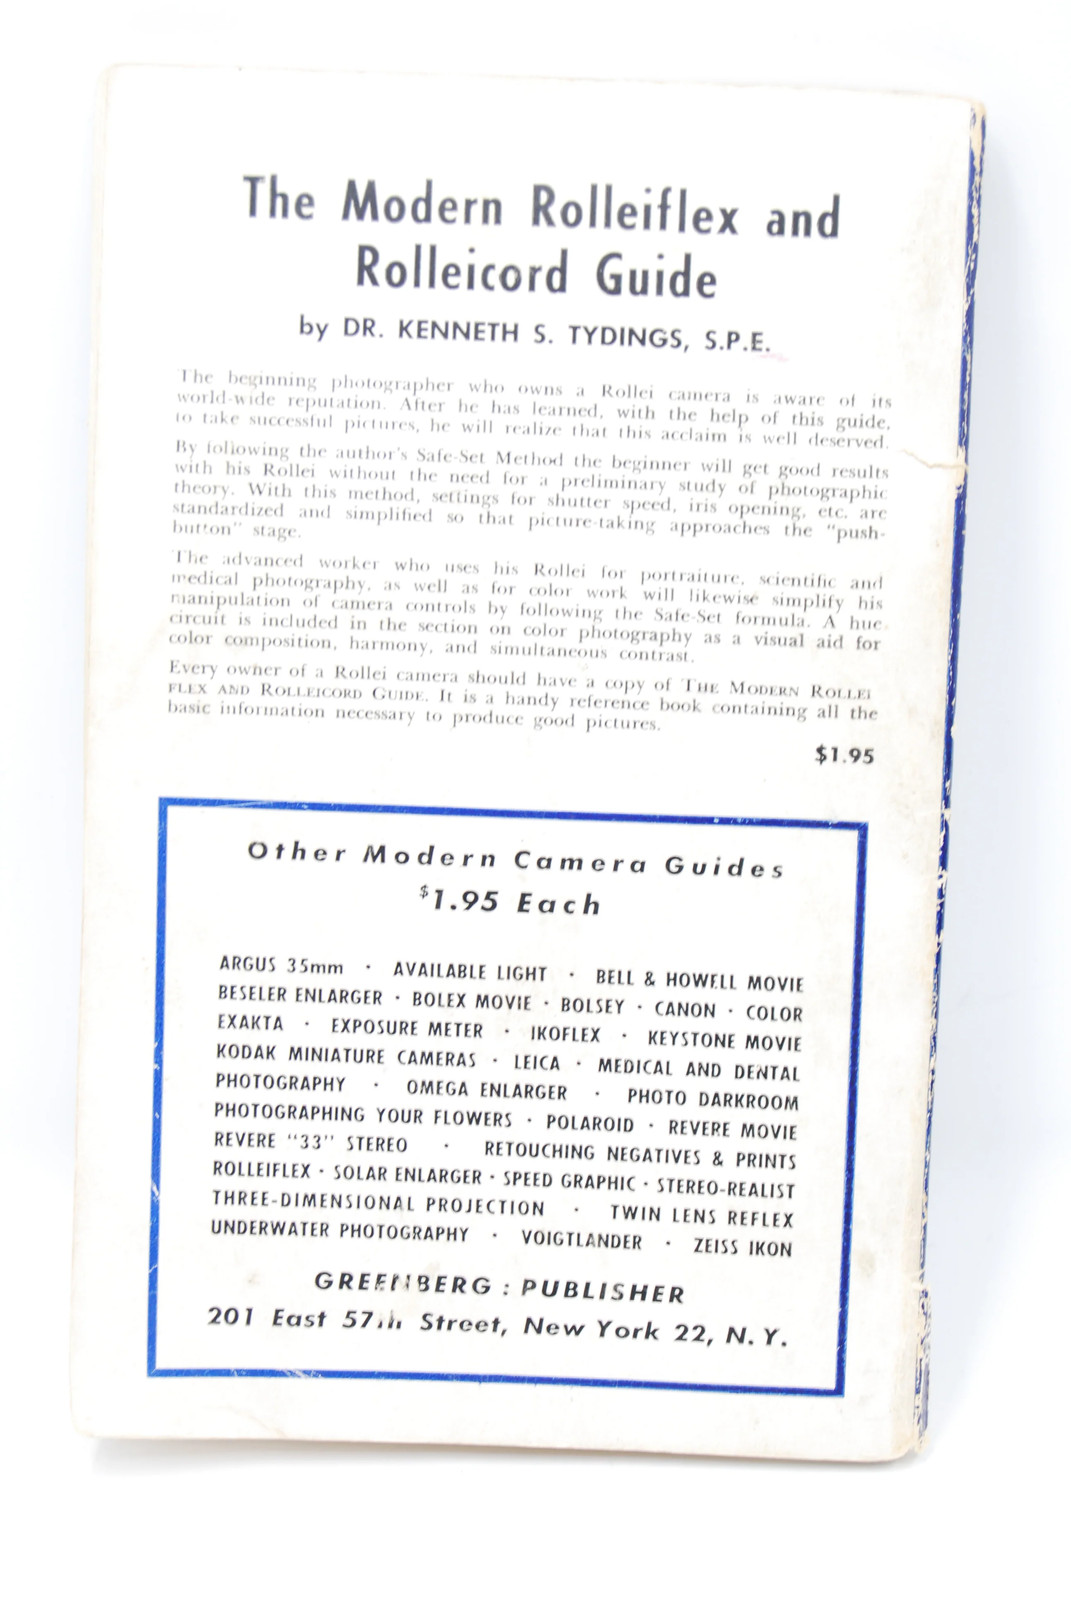 The Modern Rolleiflex and
Rolleicord Guide
by DR. KENNETH S. TYDINGS, S.P.E.
The beginning photographer who owns a Rollei camera is aware of its
world-wide reputation. After he has learned, with the help of this guide,
to take successful pictures, he will realize that this acclaim is well deserved.
By following the author's Safe-Set Method the beginner will get good results
with his Rollei without the need for a preliminary study of photographic
theory. With this method, settings for shutter speed, iris opening, etc. are
standardized and simplified so that picture-taking approaches the "push-
button" stage.
The advanced worker who uses his Rollei for portraiture, scientific and
medical photography, as well as for color work will likewise simplify his
manipulation of camera controls by following the Safe-Set formula. A hue
circuit is included in the section on color photography as a visual aid for
color composition, harmony, and simultaneous contrast.
Every owner of a Rollei camera should have a copy of THE MODERN ROLLEI
FLEX AND ROLLEICORD GUIDE. It is a handy reference book containing all the
basic information necessary to produce good pictures.
$1.95
Other Modern Camera Guides
$1.95 Each
ARGUS 35mm · AVAILABLE LIGHT · BELL & HOWELL MOVIE
BESELER ENLARGER · BOLEX MOVIE · BOLSEY · CANON · COLOR
EXAKTA · EXPOSURE METER · IKOFLEX · KEYSTONE MOVIE
KODAK MINIATURE CAMERAS · LEICA · MEDICAL AND DENTAL
PHOTOGRAPHY · OMEGA ENLARGER · PHOTO DARKROOM
PHOTOGRAPHING YOUR FLOWERS · POLAROID · REVERE MOVIE
REVERE "33" STEREO · RETOUCHING NEGATIVES & PRINTS
ROLLEIFLEX · SOLAR ENLARGER · SPEED GRAPHIC · STEREO-REALIST
THREE-DIMENSIONAL PROJECTION · TWIN LENS REFLEX
UNDERWATER PHOTOGRAPHY · VOIGTLANDER · ZEISS IKON
GREENBERG : PUBLISHER
201 East 57th Street, New York 22, N. Y.